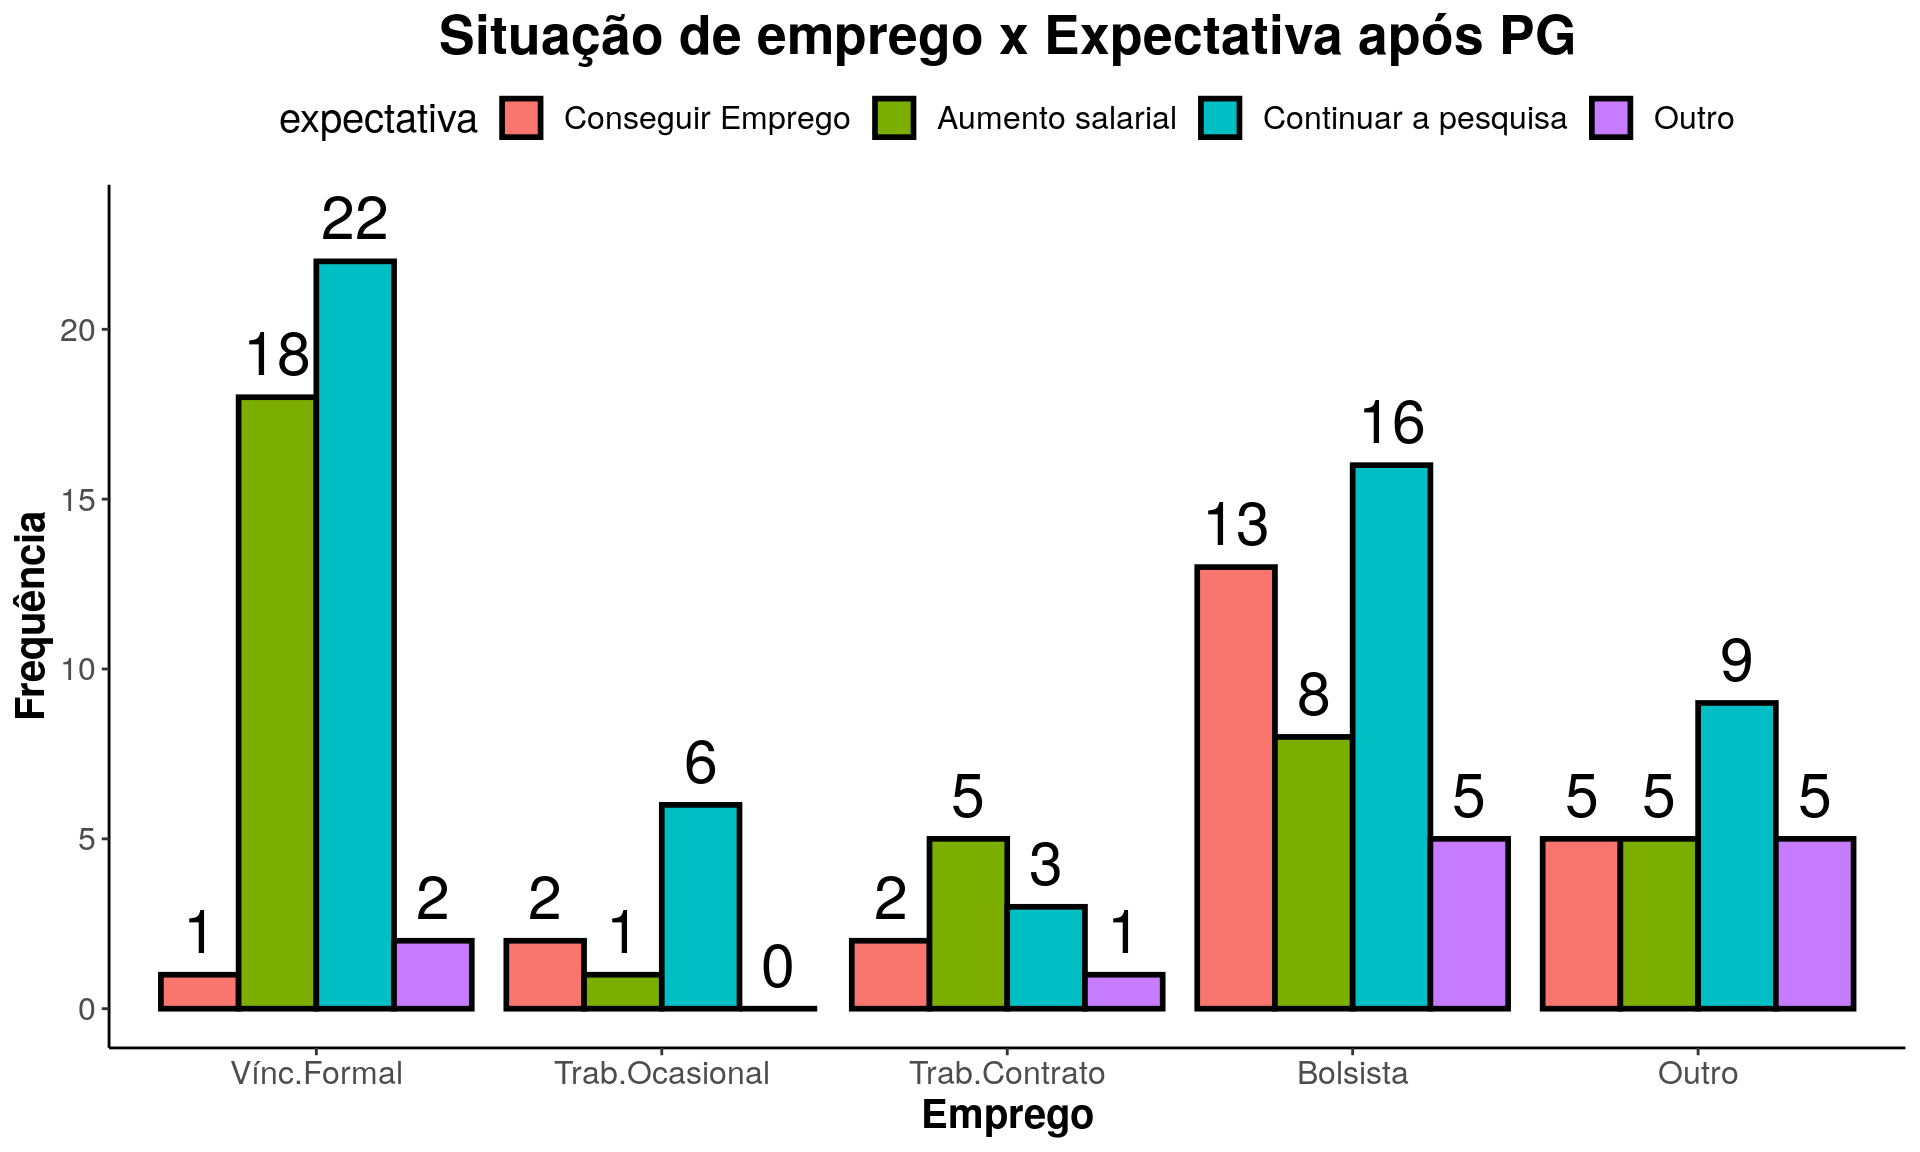 Situação de emprego x Expectativa após PG
expectativa Conseguir Emprego Aumento salarial Continuar a pesquisa Outro
Frequência
20
15
10
5
0
1 18 22 2
2 1 6 0
2 5 3 1
13 8 16 5
5 5 9 5
Vínc.Formal Trab.Ocasional Trab.Contrato Bolsista Outro
Emprego